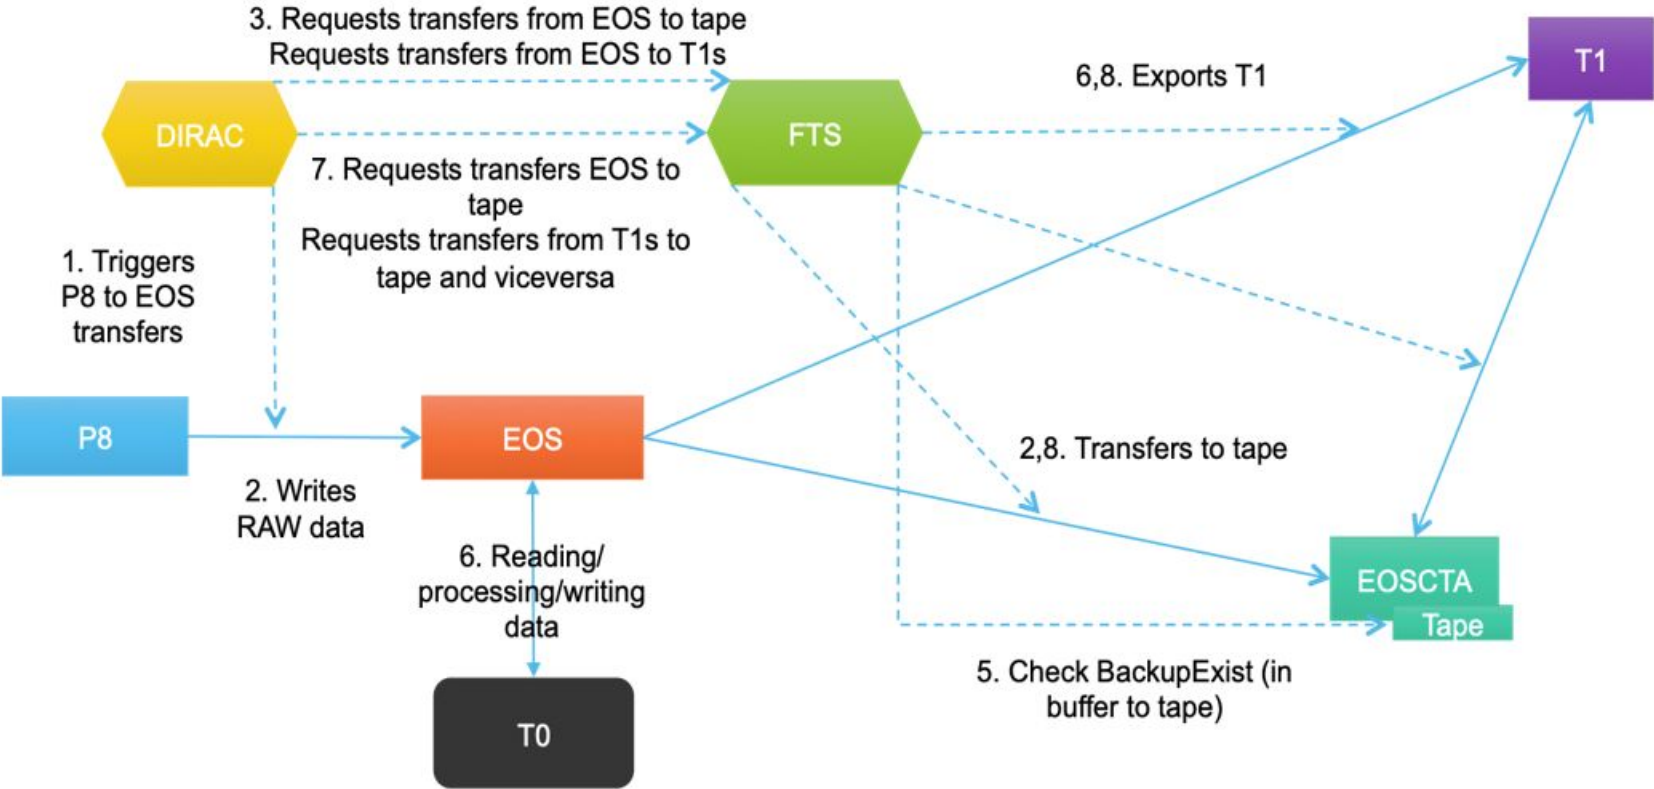 3. Requests transfers from EOS to tape
Requests transfers from EOS to T1s
T1
6,8. Exports T1
DIRAC
FTS
7. Requests transfers EOS to
tape
Requests transfers from T1s to
tape and viceversa
1. Triggers
P8 to EOS
transfers
P8
EOS
2,8. Transfers to tape
2. Writes
RAW data
6. Reading/
processing/writing
data
EOSCTA
Tape
5. Check BackupExist (in
buffer to tape)
T0